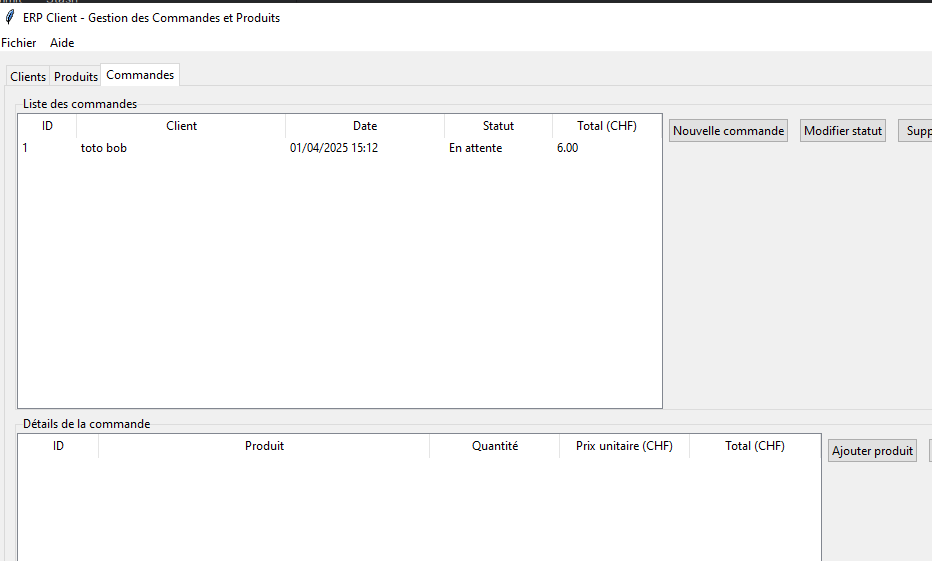 ERP Client - Gestion des Commandes et Produits
Fichier Aide
Clients Produits Commandes
Liste des commandes
ID Client Date Statut Total (CHF)
1 toto bob 01/04/2025 15:12 En attente 6.00
Nouvelle commande Modifier statut Supp
Détails de la commande
ID Produit Quantité Prix unitaire (CHF) Total (CHF)
Ajouter produit